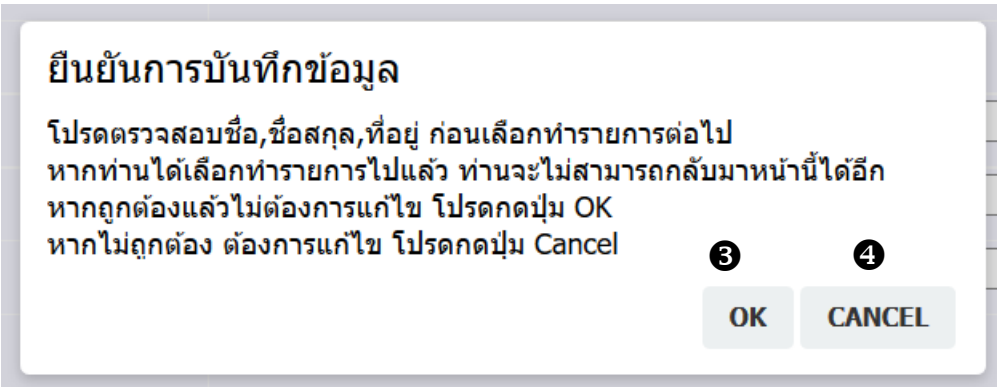 ยืนยันการบันทึกข้อมูล
โปรดตรวจสอบชื่อ,ชื่อสกุล,ที่อยู่ ก่อนเลือกทำรายการต่อไป
หากท่านได้เลือกทำรายการไปแล้ว ท่านจะไม่สามารถกลับมาหน้านี้ได้อีก
หากถูกต้องแล้วไม่ต้องการแก้ไข โปรดกดปุ่ม OK
หากไม่ถูกต้อง ต้องการแก้ไข โปรดกดปุ่ม Cancel
❸ ❹
OK CANCEL